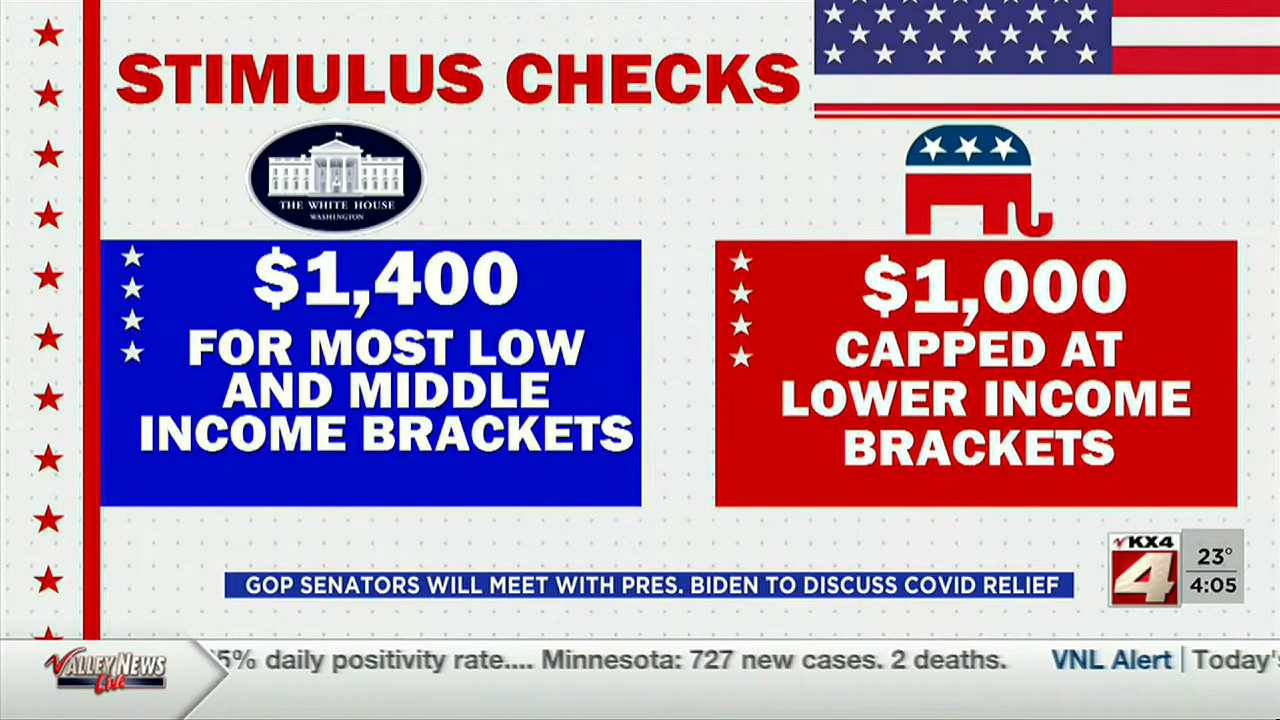 STIMULUS CHECKS
THE WHITE HOUSE
WASHINGTON
$1,400
FOR MOST LOW
AND MIDDLE
INCOME BRACKETS
$1,000
CAPPED AT
LOWER INCOME
BRACKETS
GOP SENATORS WILL MEET WITH PRES. BIDEN TO DISCUSS COVID RELIEF
KX4
4
23°
4:05
VALLEY NEWS
Live
5% daily positivity rate.... Minnesota: 727 new cases. 2 deaths. VNL Alert | Today's